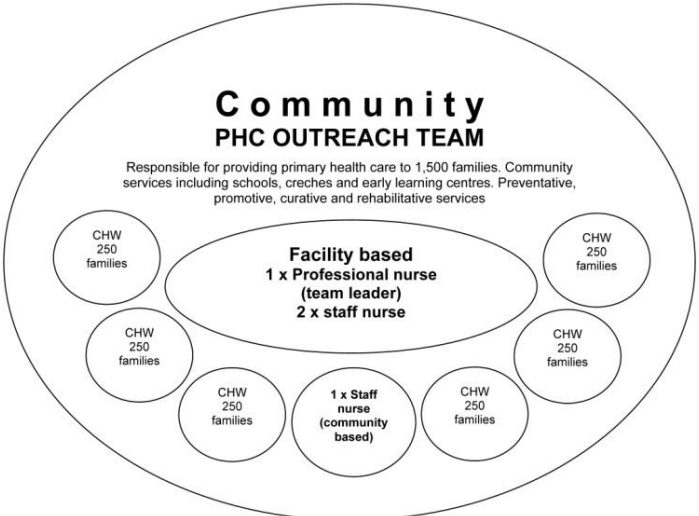 Community
PHC OUTREACH TEAM
Responsible for providing primary health care to 1,500 families. Community
services including schools, creches and early learning centres. Preventative,
promotive, curative and rehabilitative services
CHW
250
families
CHW
250
families
CHW
250
families
Facility based
1 x Professional nurse
(team leader)
2 x staff nurse
1 x Staff
nurse
(community
based)
CHW
250
families
CHW
250
families
CHW
250
families